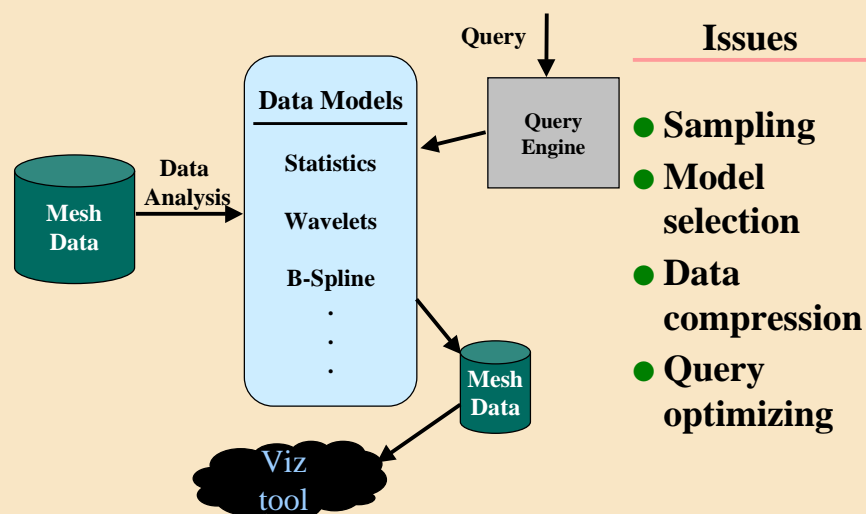 Query
Issues
Data Models
Statistics
Wavelets
B-Spline
.
.
.
Query
Engine
Data
Analysis
Mesh
Data
Mesh
Data
Viz
tool
Sampling
Model
selection
Data
compression
Query
optimizing